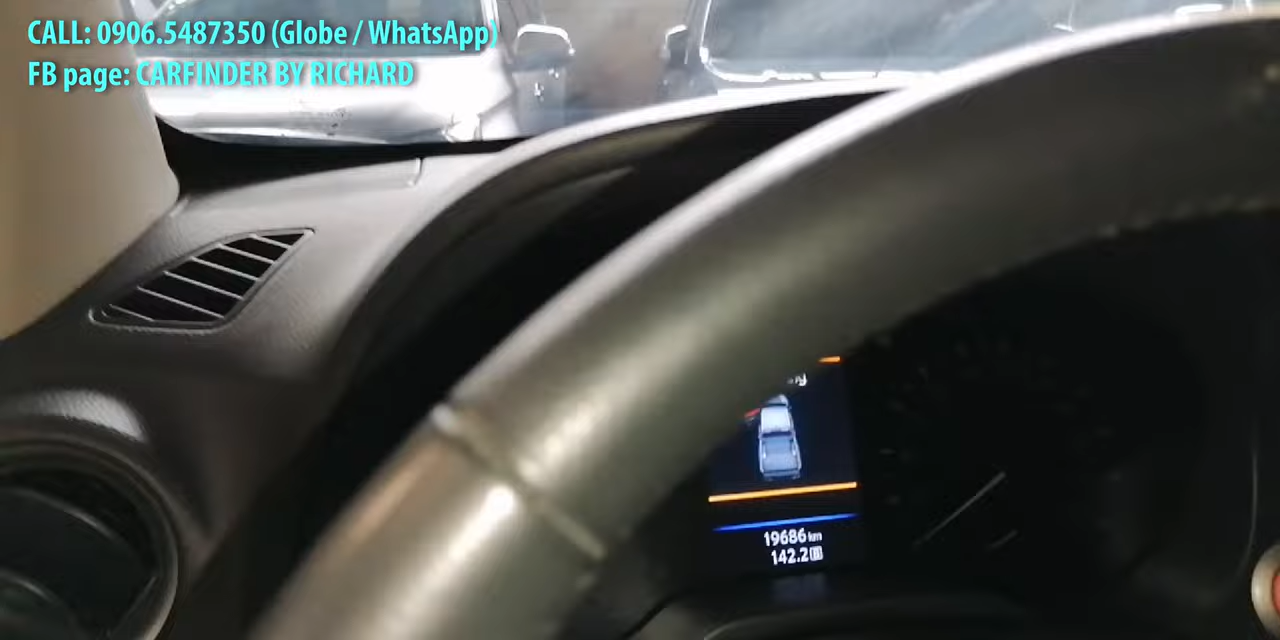 CALL: 0906.5487350 (Globe / WhatsApp)
FB page: CARFINDER BY RICHARD
19686 km
142.2